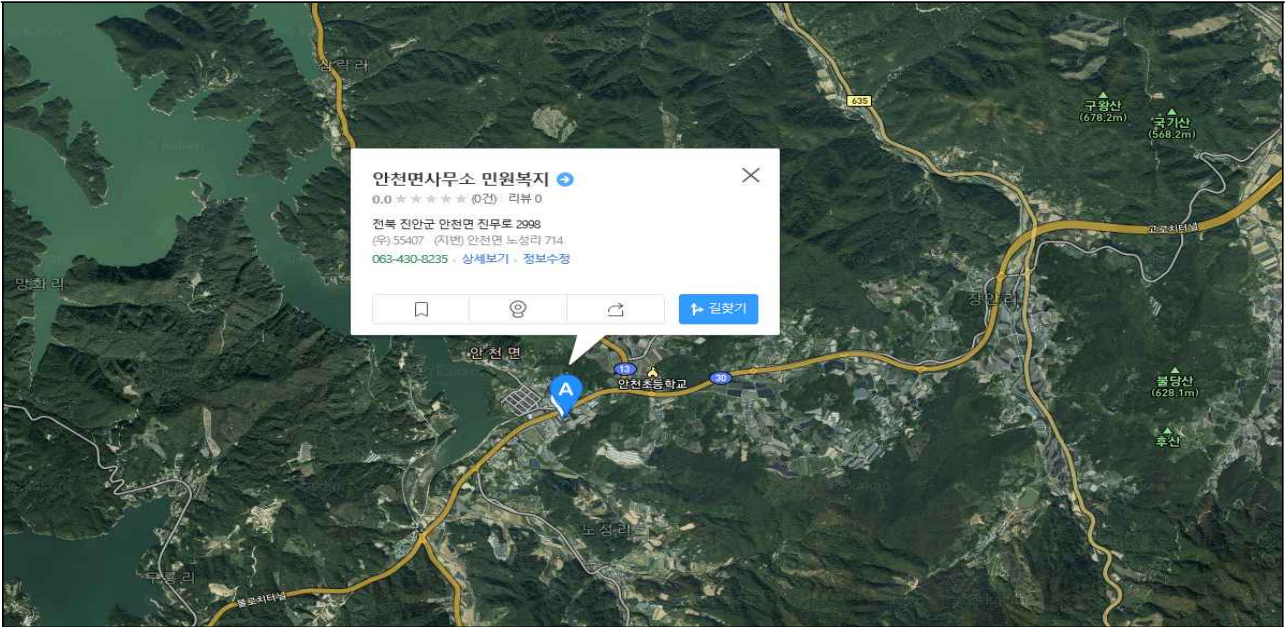 삼락리
635
구왕산
(678.2m)
국기산
(568.2m)
안천면사무소 민원복지
0.0 ★★★★★ (0건) 리뷰 0
전북 진안군 안천면 진무로 2998
(우) 55407 (지번) 안천면 노성리 714
063-430-8235 · 상세보기 · 정보수정
길찾기
고로치터널
망화리
장안리
안천면
13
안천초등학교
30
A
불당산
(628.1m)
후산
노성리
불로치터널